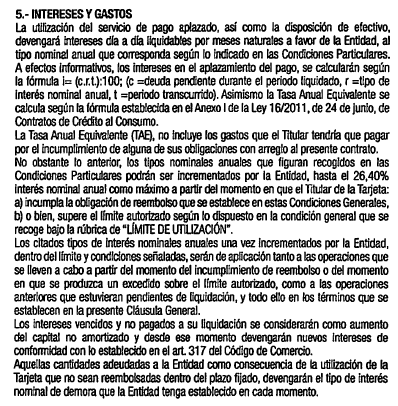 5.- INTERESES Y GASTOS
La utilización del servicio de pago aplazado, así como la disposición de efectivo,
devengará intereses día a día liquidables por meses naturales a favor de la Entidad, al
tipo nominal anual que corresponda según lo indicado en las Condiciones Particulares.
A efectos informativos, los intereses en el aplazamiento del pago, se calcularán según
la fórmula i= (c.r.t.):100; (c =deuda pendiente durante el periodo liquidado, r =tipo de
interés nominal anual, t =periodo transcurrido). Asimismo la Tasa Anual Equivalente se
calcula según la fórmula establecida en el Anexo I de la Ley 16/2011, de 24 de junio, de
Contratos de Crédito al Consumo.
La Tasa Anual Equivalente (TAE), no incluye los gastos que el Titular tendría que pagar
por el incumplimiento de alguna de sus obligaciones con arreglo al presente contrato.
No obstante lo anterior, los tipos nominales anuales que figuran recogidos en las
Condiciones Particulares podrán ser incrementados por la Entidad, hasta el 26,40%
interés nominal anual como máximo a partir del momento en que el Titular de la Tarjeta:
a) incumpla la obligación de reembolso que se establece en estas Condiciones Generales,
b) o bien, supere el límite autorizado según lo dispuesto en la condición general que se
recoge bajo la rúbrica de "LÍMITE DE UTILIZACIÓN".
Los citados tipos de interés nominales anuales una vez incrementados por la Entidad,
dentro del límite y condiciones señaladas, serán de aplicación tanto a las operaciones que
se lleven a cabo a partir del momento del incumplimiento de reembolso o del momento
en que se produzca un excedido sobre el límite autorizado, como a las operaciones
anteriores que estuvieran pendientes de liquidación, y todo ello en los términos que se
establecen en la presente Cláusula General.
Los intereses vencidos y no pagados a su liquidación se considerarán como aumento
del capital no amortizado y desde ese momento devengarán nuevos intereses de
conformidad con lo establecido en el art. 317 del Código de Comercio.
Aquellas cantidades adeudadas a la Entidad como consecuencia de la utilización de la
Tarjeta que no sean reembolsadas dentro del plazo fijado, devengarán el tipo de interés
nominal de demora que la Entidad tenga establecido en cada momento.